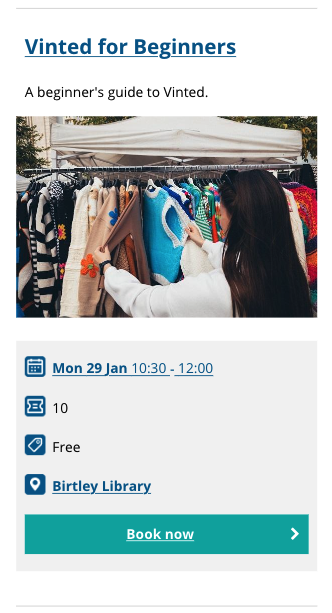 Vinted for Beginners
A beginner's guide to Vinted.
Mon 29 Jan 10:30 - 12:00
10
Free
Birtley Library
Book now